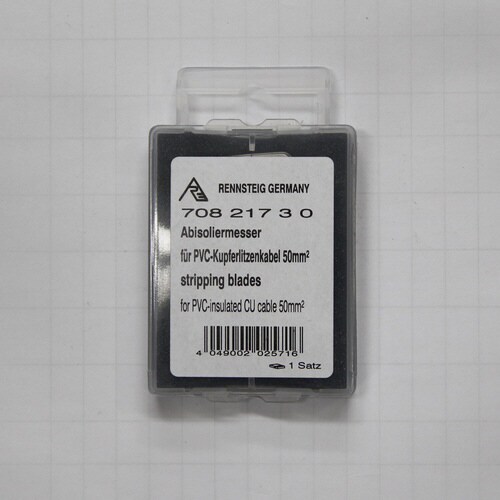 RE
RENNSTEIG GERMANY
708 217 3 0
Abisoliermesser
für PVC-Kupferlitzenkabel 50mm²
stripping blades
for PVC-insulated CU cable 50mm²
4 049002 025716
1 Satz